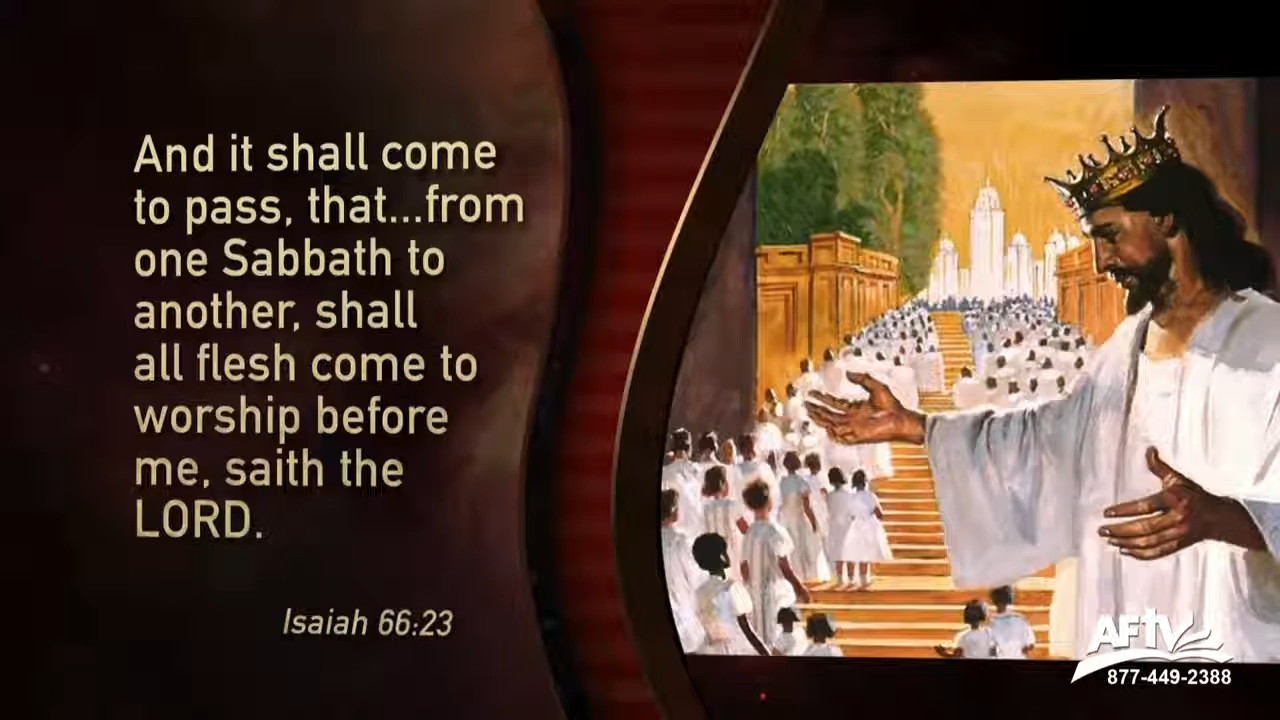 And it shall come
to pass, that...from
one Sabbath to
another, shall
all flesh come to
worship before
me, saith the
LORD.
Isaiah 66:23
AFTV
877-449-2388